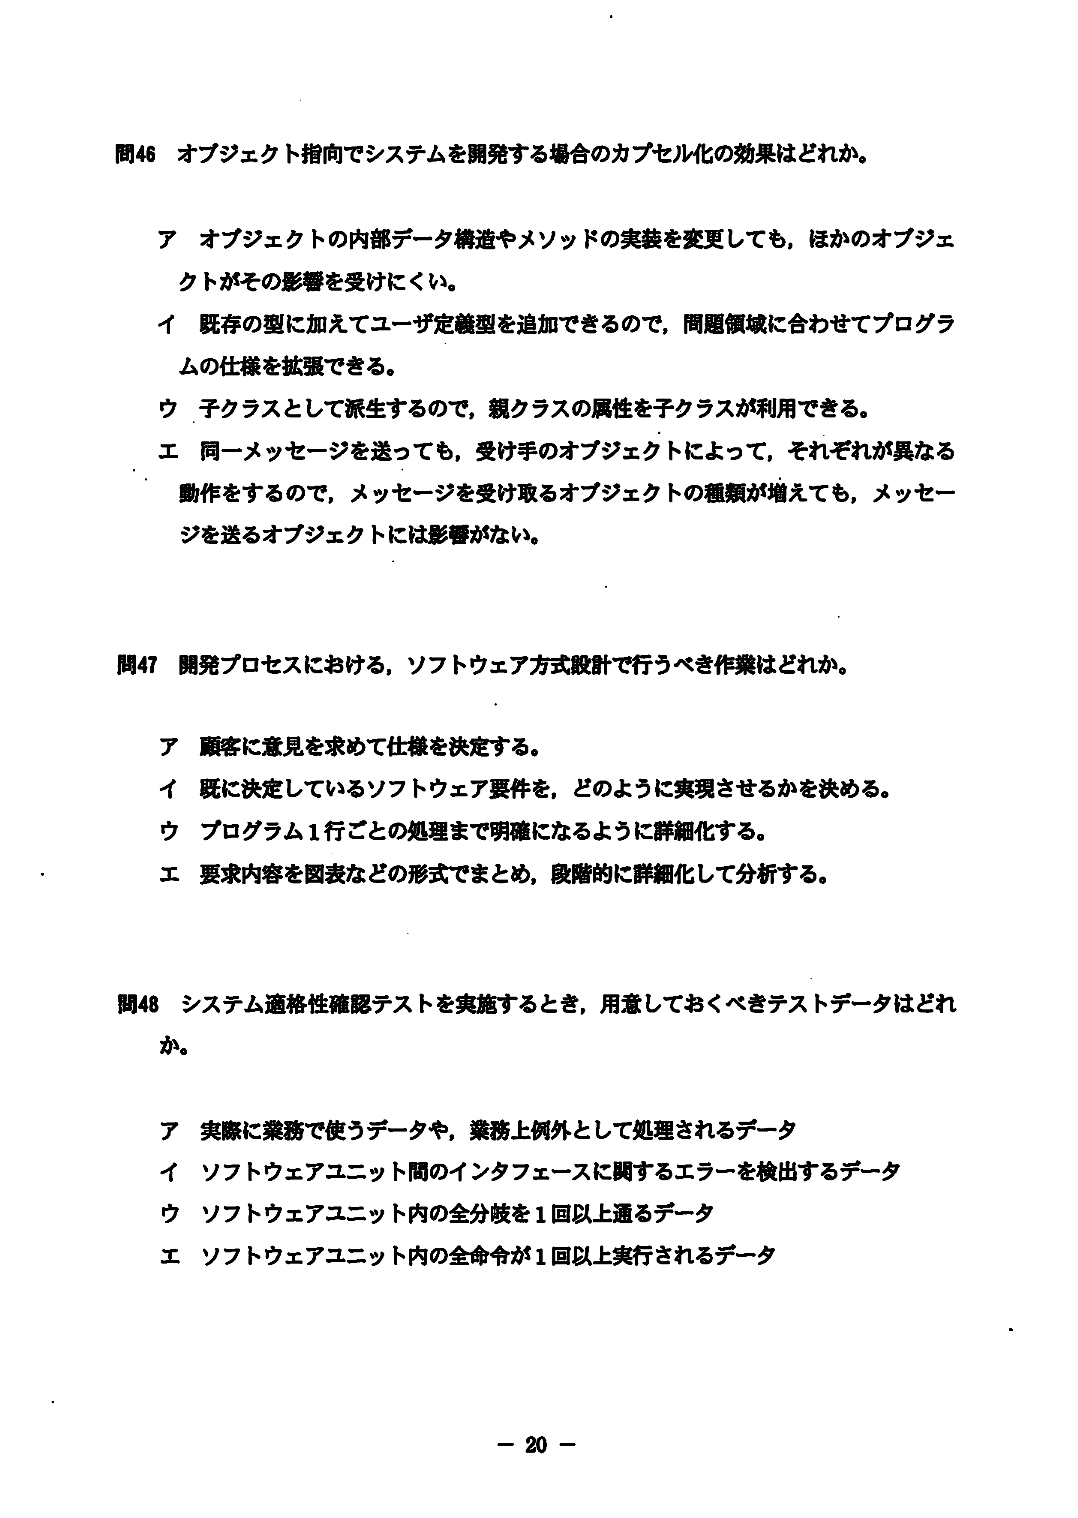 問46 オブジェクト指向でシステムを開発する場合のカプセル化の効果はどれか。
ア オブジェクトの内部データ構造やメソッドの実装を変更しても，ほかのオブジェ
クトがその影響を受けにくい。
イ 既存の型に加えてユーザ定義型を追加できるので，問題領域に合わせてプログラ
ムの仕様を拡張できる。
ウ 子クラスとして派生するので，親クラスの属性を子クラスが利用できる。
エ 同一メッセージを送っても，受け手のオブジェクトによって，それぞれが異なる
動作をするので，メッセージを受け取るオブジェクトの種類が増えても，メッセー
ジを送るオブジェクトには影響がない。
問47 開発プロセスにおける，ソフトウェア方式設計で行うべき作業はどれか。
ア 顧客に意見を求めて仕様を決定する。
イ 既に決定しているソフトウェア要件を，どのように実現させるかを決める。
ウ プログラム1行ごとの処理まで明確になるように詳細化する。
エ 要求内容を図表などの形式でまとめ，段階的に詳細化して分析する。
問48 システム適格性確認テストを実施するとき，用意しておくべきテストデータはどれ
か。
ア 実際に業務で使うデータや，業務上例外として処理されるデータ
イ ソフトウェアユニット間のインタフェースに関するエラーを検出するデータ
ウ ソフトウェアユニット内の全分岐を1回以上通るデータ
エ ソフトウェアユニット内の全命令が1回以上実行されるデータ
— 20 —